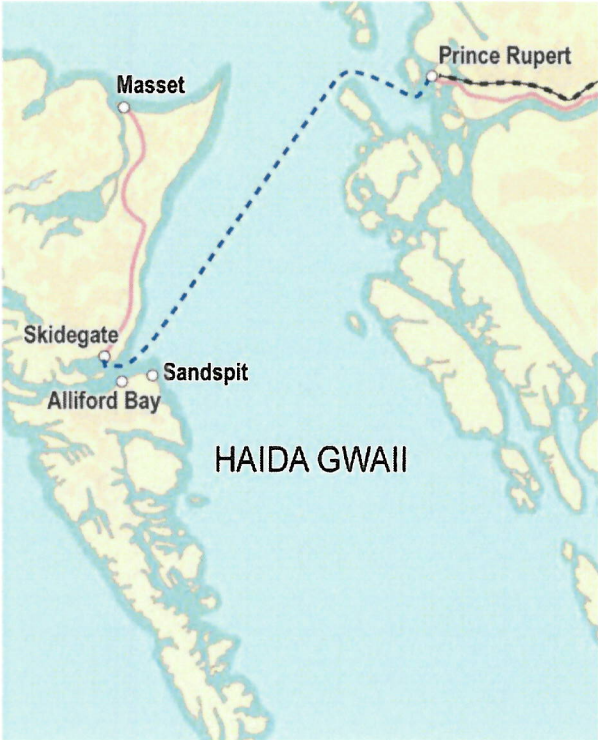 Prince Rupert
Masset
Skidegate
Sandspit
Alliford Bay
HAIDA GWAII